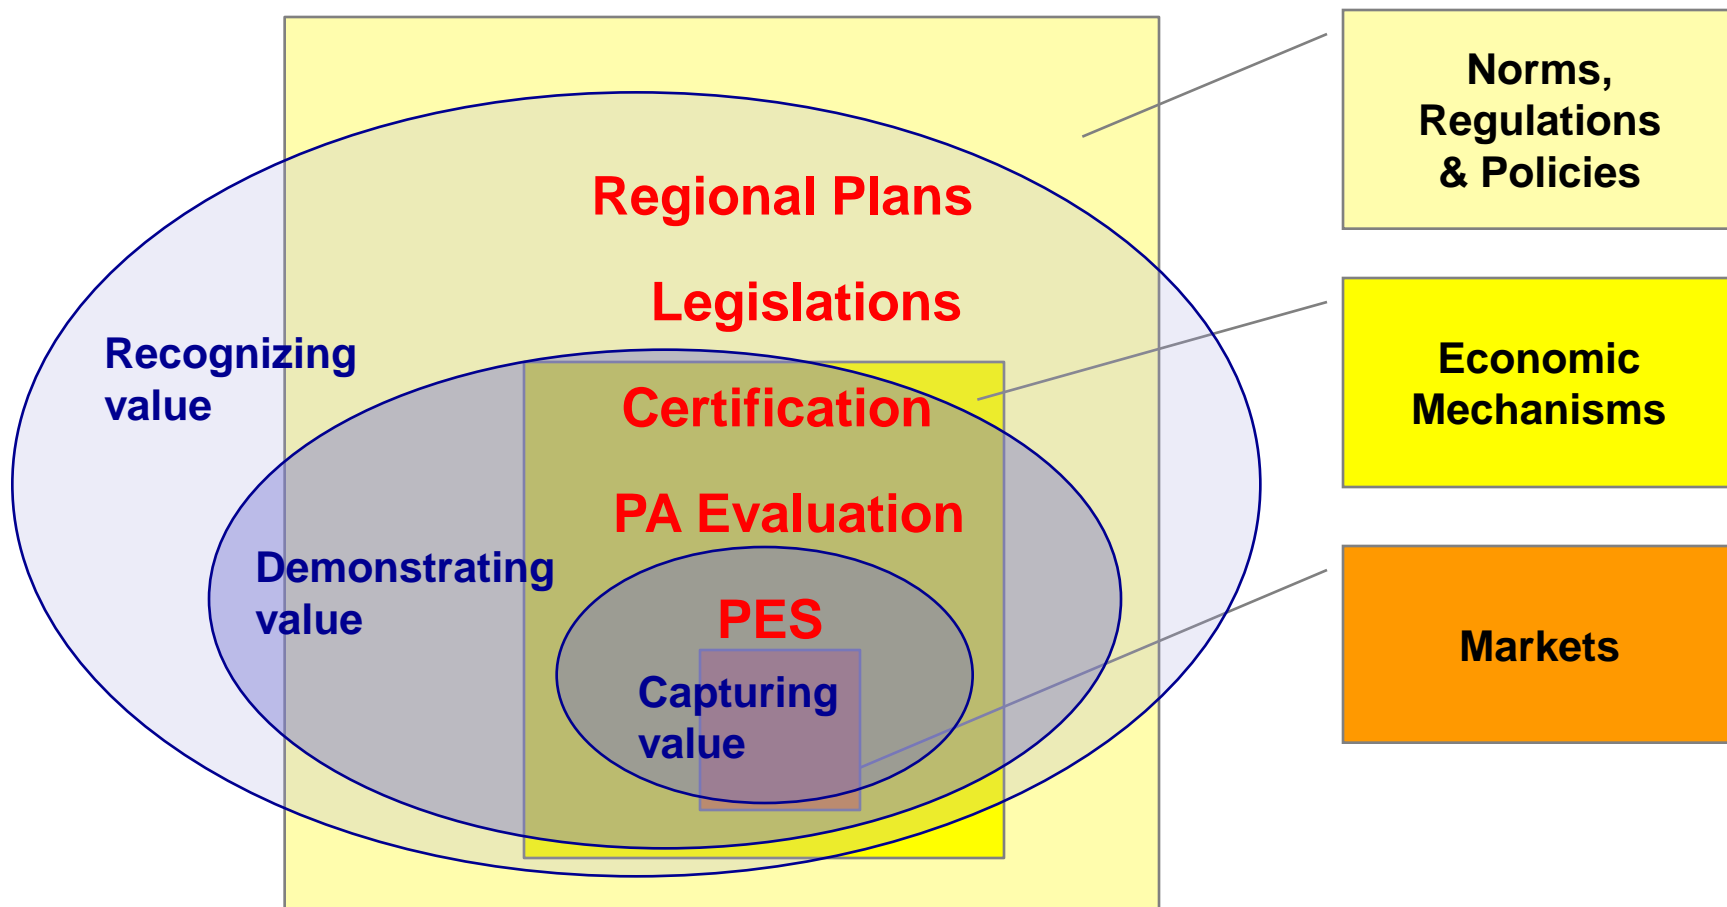 Norms,
Regulations
& Policies
Regional Plans
Legislations
Recognizing
value
Economic
Mechanisms
Certification
PA Evaluation
Demonstrating
value
PES
Markets
Capturing
value